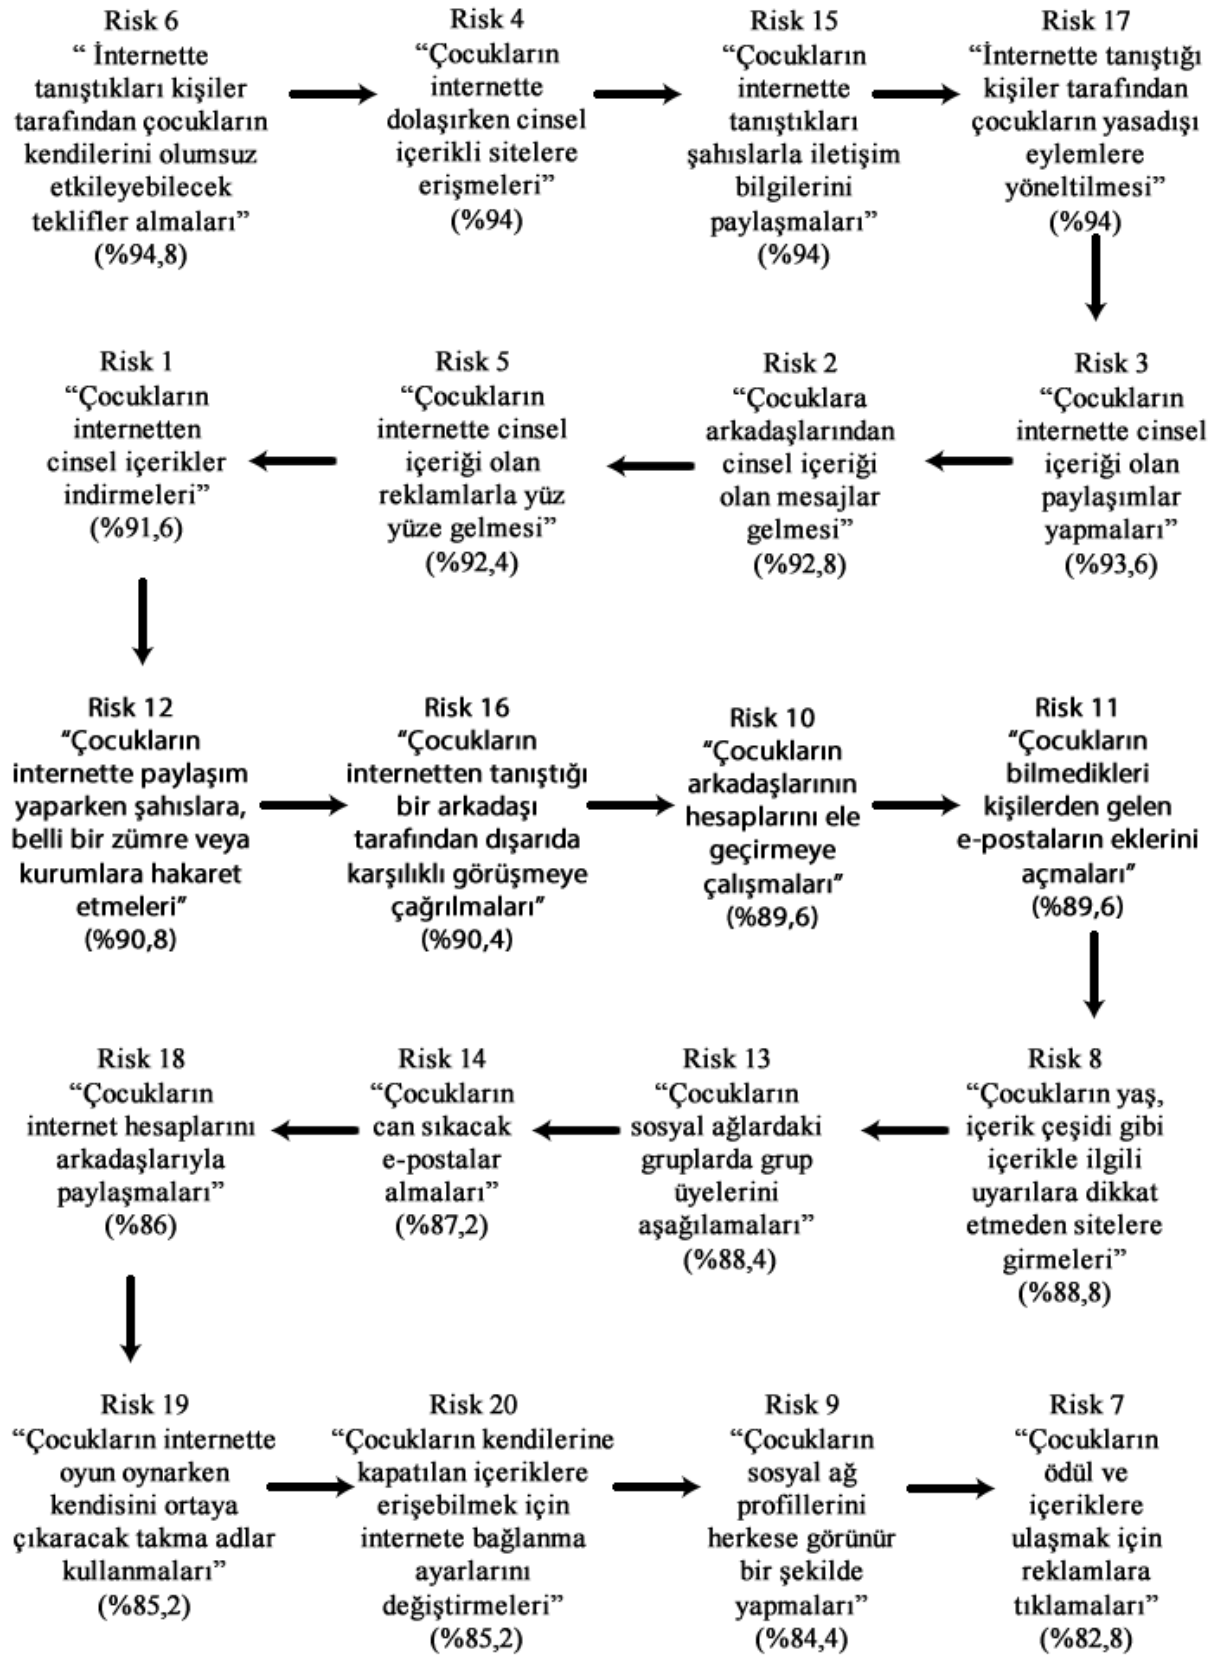 Risk 6
“ İnternette
tanıştıkları kişiler
tarafından çocukların
kendilerini olumsuz
etkileyebilecek
teklifler almaları”
(%94,8)
Risk 4
“Çocukların
internette
dolaşırken cinsel
içerikli sitelere
erişmeleri”
(%94)
Risk 15
“Çocukların
internette
tanıştıkları
şahıslarla iletişim
bilgilerini
paylaşmaları”
(%94)
Risk 17
“İnternette tanıştığı
kişiler tarafından
çocukların yasadışı
eylemlere
yöneltilmesi”
(%94)
Risk 3
“Çocukların
internette cinsel
içeriği olan
paylaşımlar
yapmaları”
(%93,6)
Risk 2
“Çocuklara
arkadaşlarından
cinsel içeriği
olan mesajlar
gelmesi”
(%92,8)
Risk 5
“Çocukların
internette cinsel
içeriği olan
reklamlarla yüz
yüze gelmesi”
(%92,4)
Risk 1
“Çocukların
internetten
cinsel içerikler
indirmeleri”
(%91,6)
Risk 12
“Çocukların
internette paylaşım
yaparken şahıslara,
belli bir zümre veya
kurumlara hakaret
etmeleri”
(%90,8)
Risk 16
“Çocukların
internetten tanıştığı
bir arkadaşı
tarafından dışarıda
karşılıklı görüşmeye
çağrılmaları”
(%90,4)
Risk 10
“Çocukların
arkadaşlarının
hesaplarını ele
geçirmeye
çalışmaları”
(%89,6)
Risk 11
“Çocukların
bilmedikleri
kişilerden gelen
e-postaların eklerini
açmaları”
(%89,6)
Risk 8
“Çocukların yaş,
içerik çeşidi gibi
içerikle ilgili
uyarılara dikkat
etmeden sitelere
girmeleri”
(%88,8)
Risk 13
“Çocukların
sosyal ağlardaki
gruplarda grup
üyelerini
aşağılamaları”
(%88,4)
Risk 14
“Çocukların
can sıkacak
e-postalar
almaları”
(%87,2)
Risk 18
“Çocukların
internet hesaplarını
arkadaşlarıyla
paylaşmaları”
(%86)
Risk 19
“Çocukların internette
oyun oynarken
kendisini ortaya
çıkaracak takma adlar
kullanmaları”
(%85,2)
Risk 20
“Çocukların kendilerine
kapatılan içeriklere
erişebilmek için
internete bağlanma
ayarlarını
değiştirmeleri”
(%85,2)
Risk 9
“Çocukların
sosyal ağ
profillerini
herkese görünür
bir şekilde
yapmaları”
(%84,4)
Risk 7
“Çocukların
ödül ve
içeriklere
ulaşmak için
reklamlara
tıklamaları”
(%82,8)